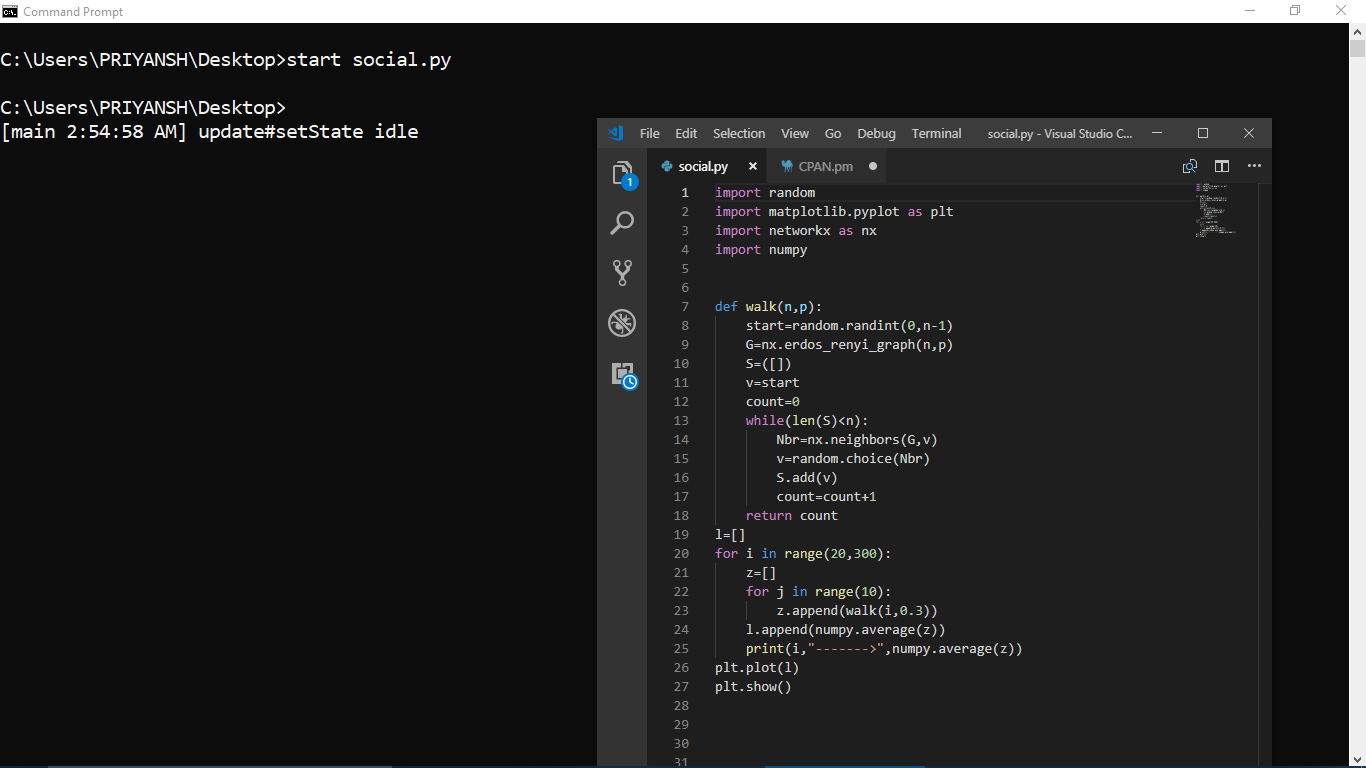 Command Prompt
C:\Users\PRIYANSH\Desktop>start social.py
C:\Users\PRIYANSH\Desktop>
[main 2:54:58 AM] update#setState idle
File Edit Selection View Go Debug Terminal social.py - Visual Studio C...
social.py CPAN.pm
1
1 import random
2 import matplotlib.pyplot as plt
3 import networkx as nx
4 import numpy
5
6
7 def walk(n,p):
8 start=random.randint(0,n-1)
9 G=nx.erdos_renyi_graph(n,p)
10 S=([])
11 v=start
12 count=0
13 while(len(S)<n):
14 Nbr=nx.neighbors(G,v)
15 v=random.choice(Nbr)
16 S.add(v)
17 count=count+1
18 return count
19 l=[]
20 for i in range(20,300):
21 z=[]
22 for j in range(10):
23 z.append(walk(i,0.3))
24 l.append(numpy.average(z))
25 print(i,"------->",numpy.average(z))
26 plt.plot(l)
27 plt.show()
28
29
30
31